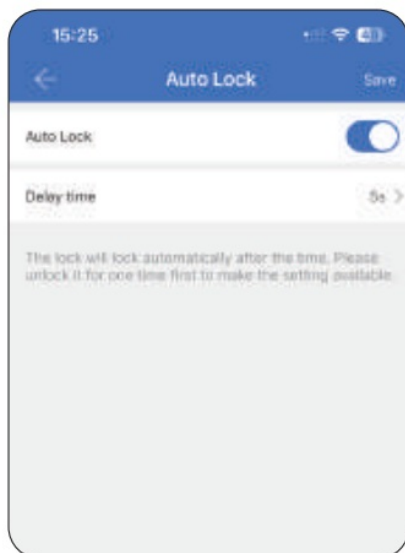 15:25
Auto Lock
Save
Auto Lock
Delay time
5s
The lock will lock automatically after the time. Please
unlock it for one time first to make the setting available.